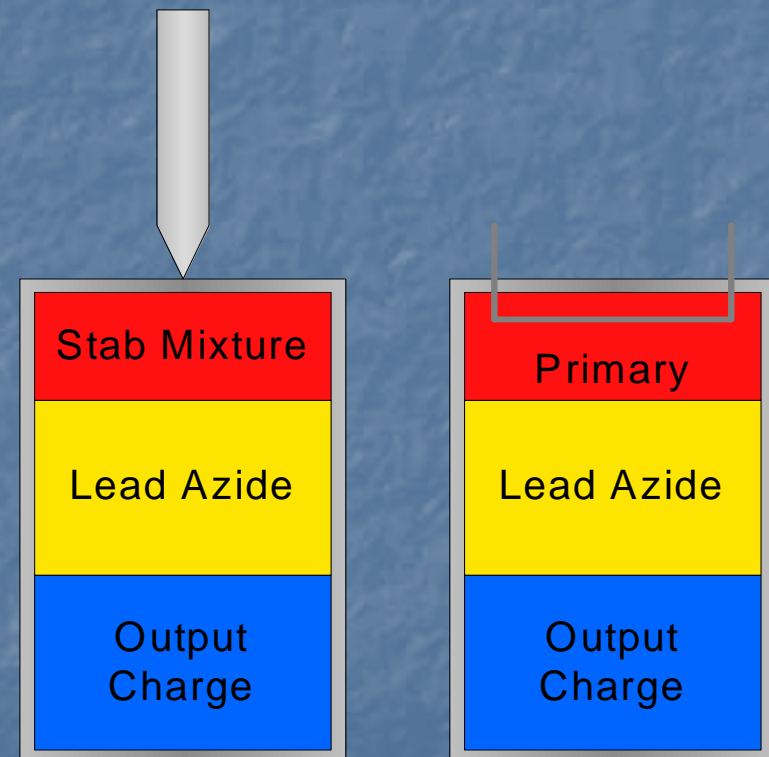 Stab Mixture
Lead Azide
Output
Charge
Primary
Lead Azide
Output
Charge